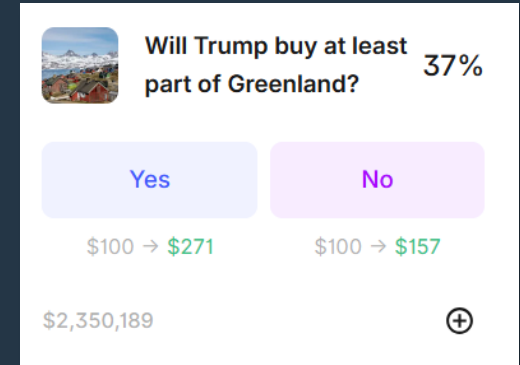 Will Trump buy at least
part of Greenland?
37%
Yes
No
$100 → $271
$100 → $157
$2,350,189